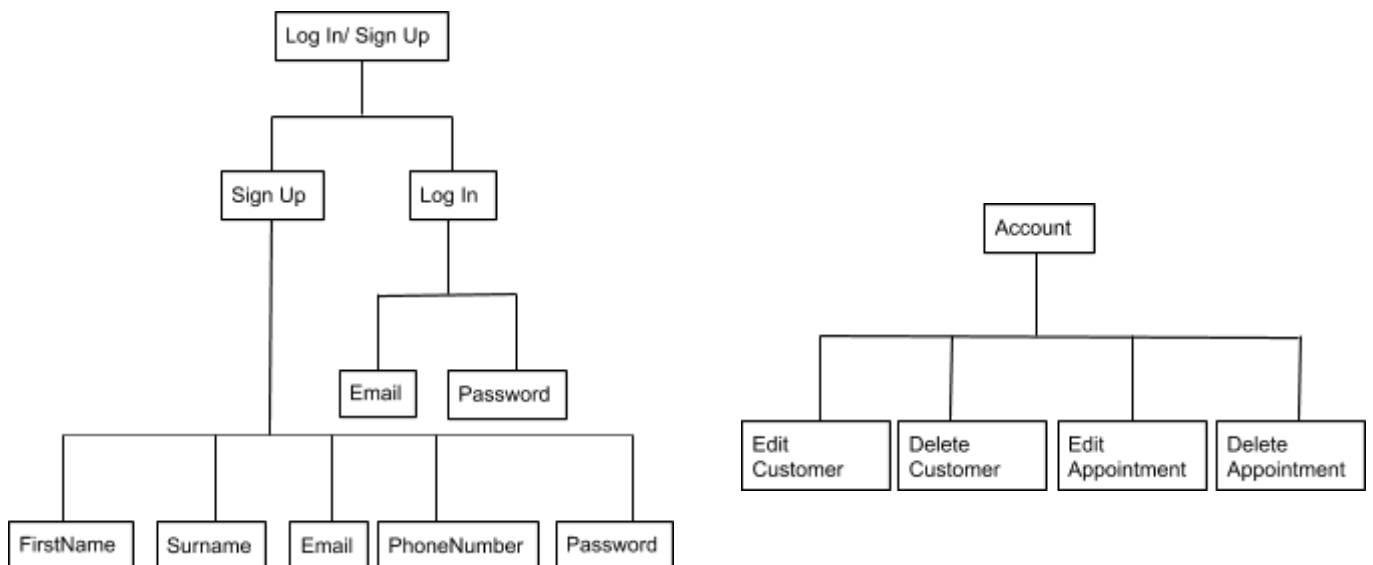 Log In/ Sign Up
Sign Up
Log In
Email
Password
FirstName
Surname
Email
PhoneNumber
Password
Account
Edit
Customer
Delete
Customer
Edit
Appointment
Delete
Appointment